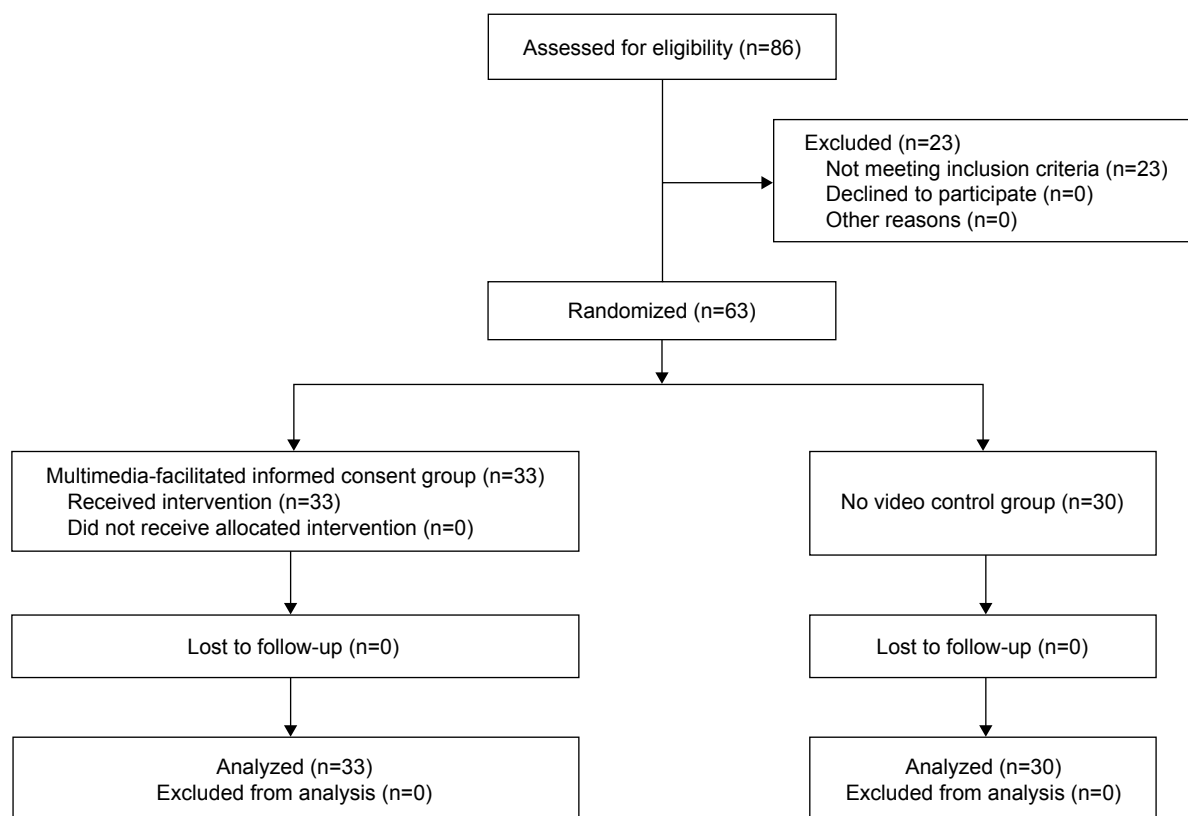 Assessed for eligibility (n=86)
Excluded (n=23)
Not meeting inclusion criteria (n=23)
Declined to participate (n=0)
Other reasons (n=0)
Randomized (n=63)
Multimedia-facilitated informed consent group (n=33)
Received intervention (n=33)
Did not receive allocated intervention (n=0)
No video control group (n=30)
Lost to follow-up (n=0)
Lost to follow-up (n=0)
Analyzed (n=33)
Excluded from analysis (n=0)
Analyzed (n=30)
Excluded from analysis (n=0)